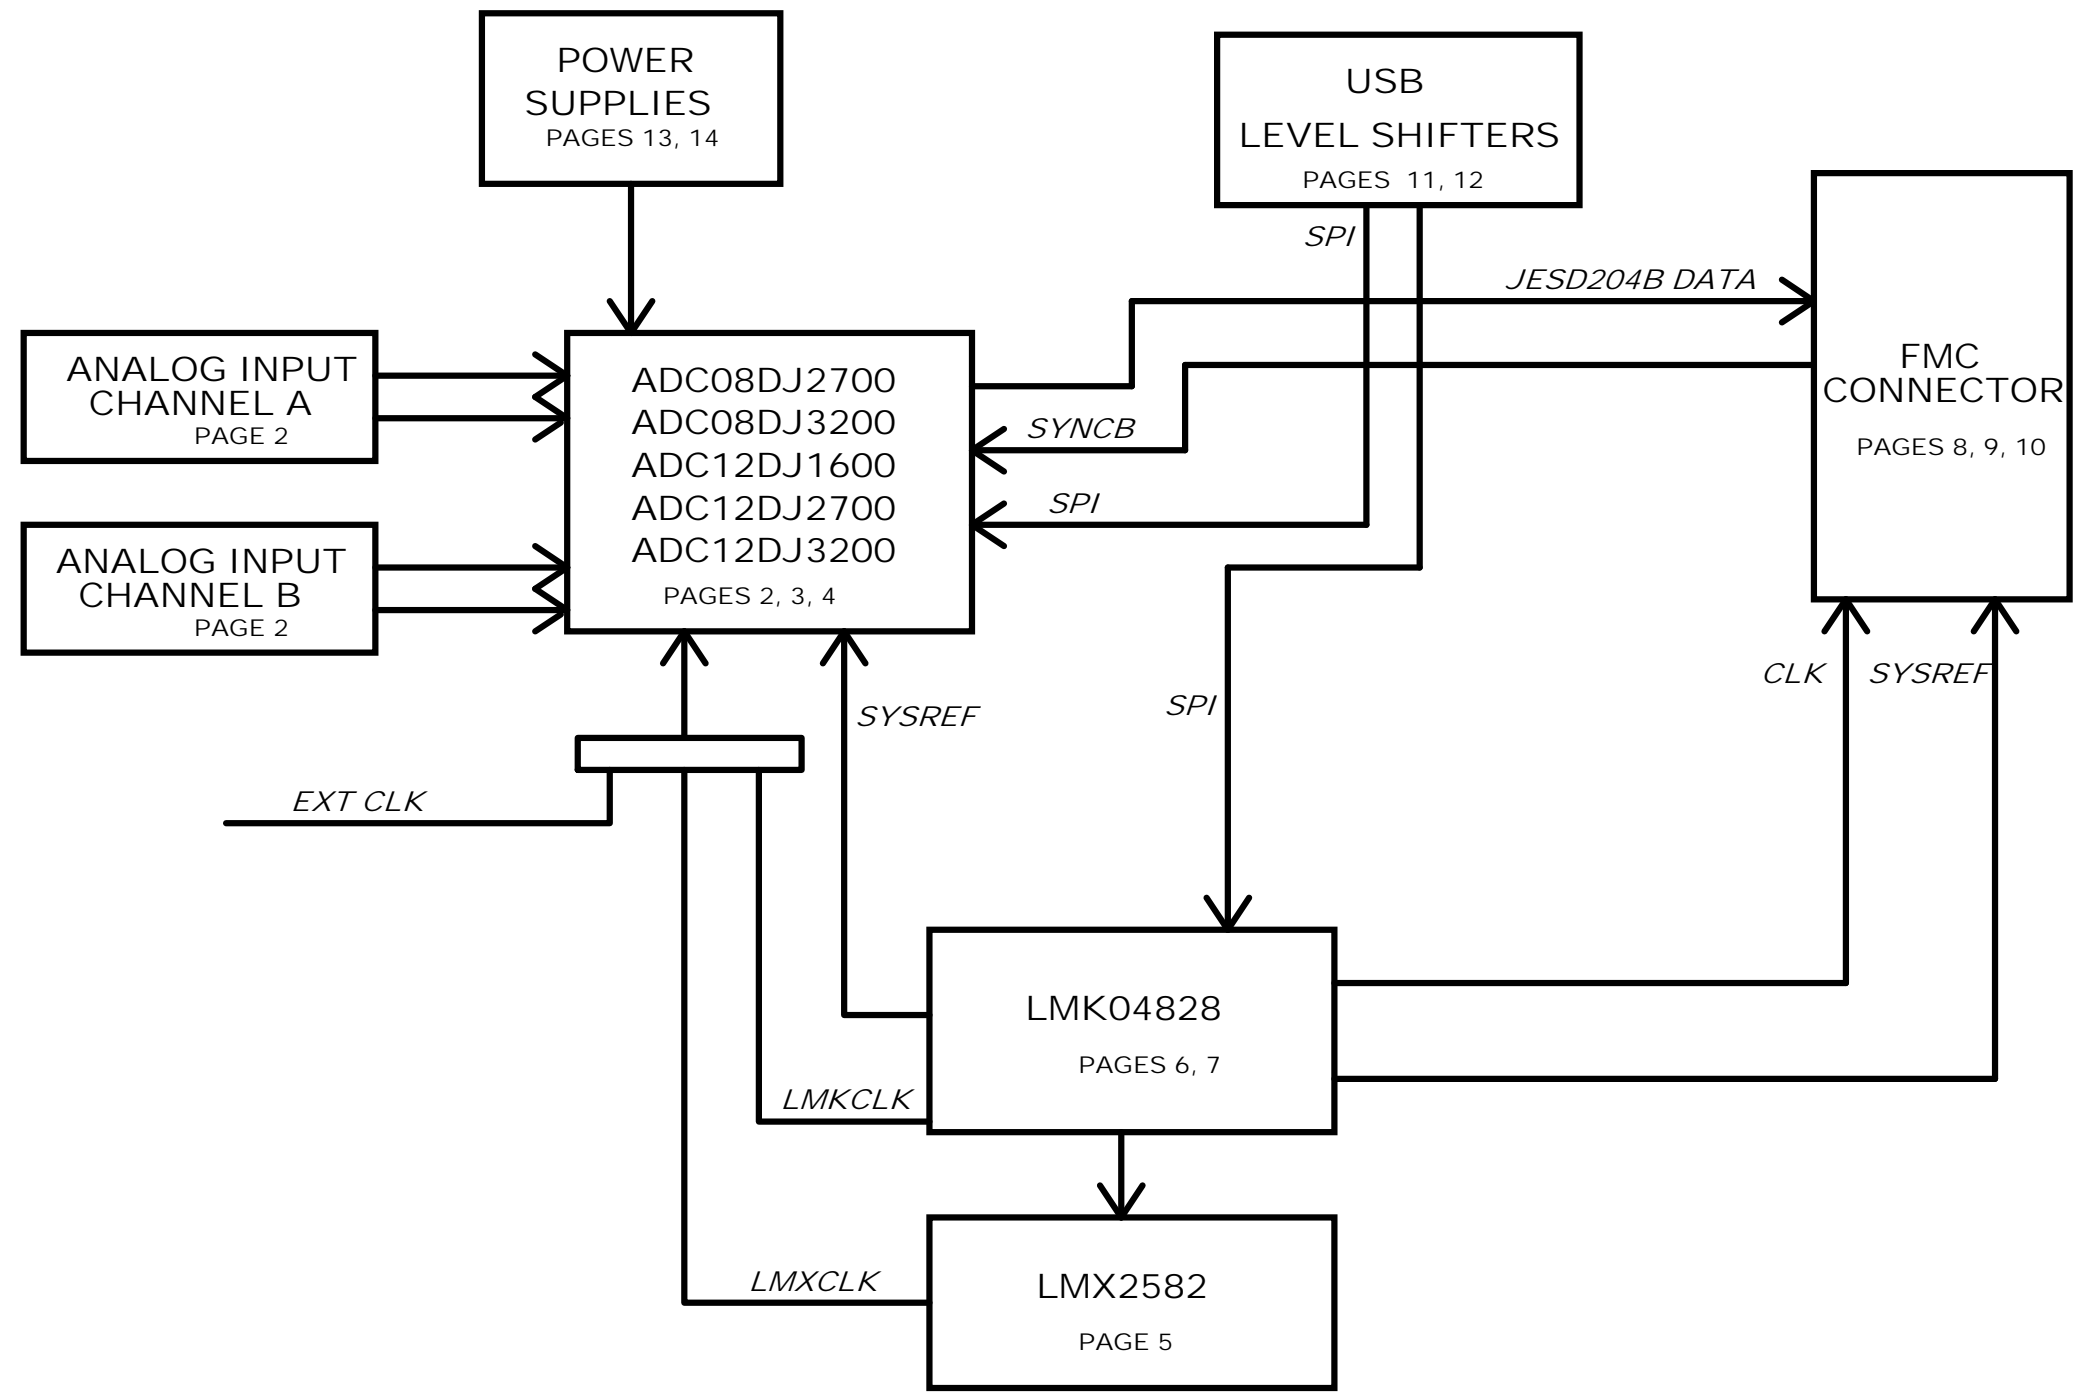 POWER
SUPPLIES
PAGES 13, 14
USB
LEVEL SHIFTERS
PAGES 11, 12
SPI
JESD204B DATA
ANALOG INPUT
CHANNEL A
PAGE 2
ADC08DJ2700
ADC08DJ3200
ADC12DJ1600
ADC12DJ2700
ADC12DJ3200
PAGES 2, 3, 4
SYNCB
SPI
FMC
CONNECTOR
PAGES 8, 9, 10
ANALOG INPUT
CHANNEL B
PAGE 2
SYSREF
SPI
CLK
SYSREF
EXT CLK
LMK04828
PAGES 6, 7
LMKCLK
LMXCLK
LMX2582
PAGE 5